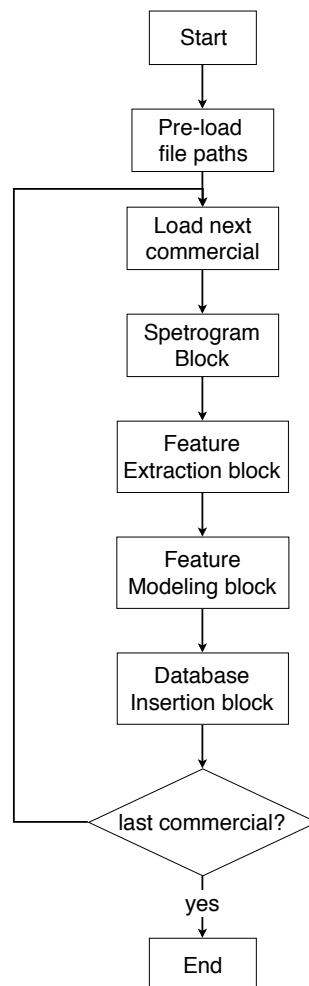 Start
Pre-load
file paths
Load next
commercial
Spetrogram
Block
Feature
Extraction block
Feature
Modeling block
Database
Insertion block
last commercial?
yes
End